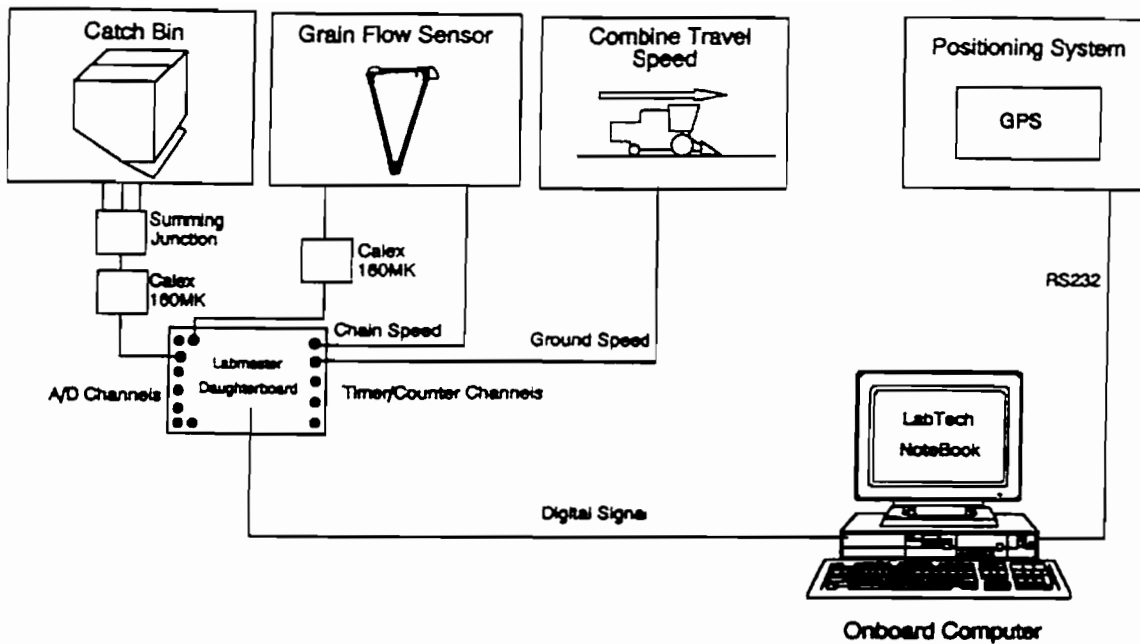 Catch Bin
Grain Flow Sensor
Combine Travel
Speed
Positioning System
GPS
Summing
Junction
Calex
160MK
Calex
160MK
RS232
Chain Speed
Ground Speed
Labmaster
Daughterboard
A/D Channels
Timer/Counter Channels
LabTech
NoteBook
Digital Signal
Onboard Computer